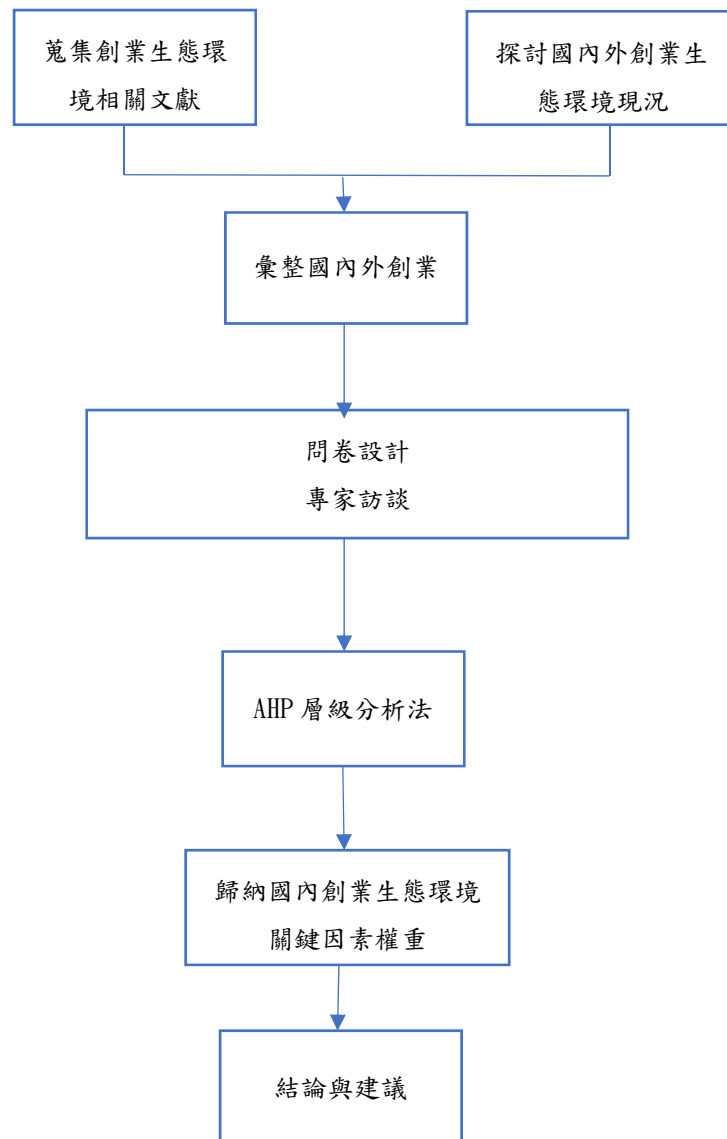 蒐集創業生態環
境相關文獻
探討國內外創業生
態環境現況
彙整國內外創業
問卷設計
專家訪談
AHP 層級分析法
歸納國內創業生態環境
關鍵因素權重
結論與建議